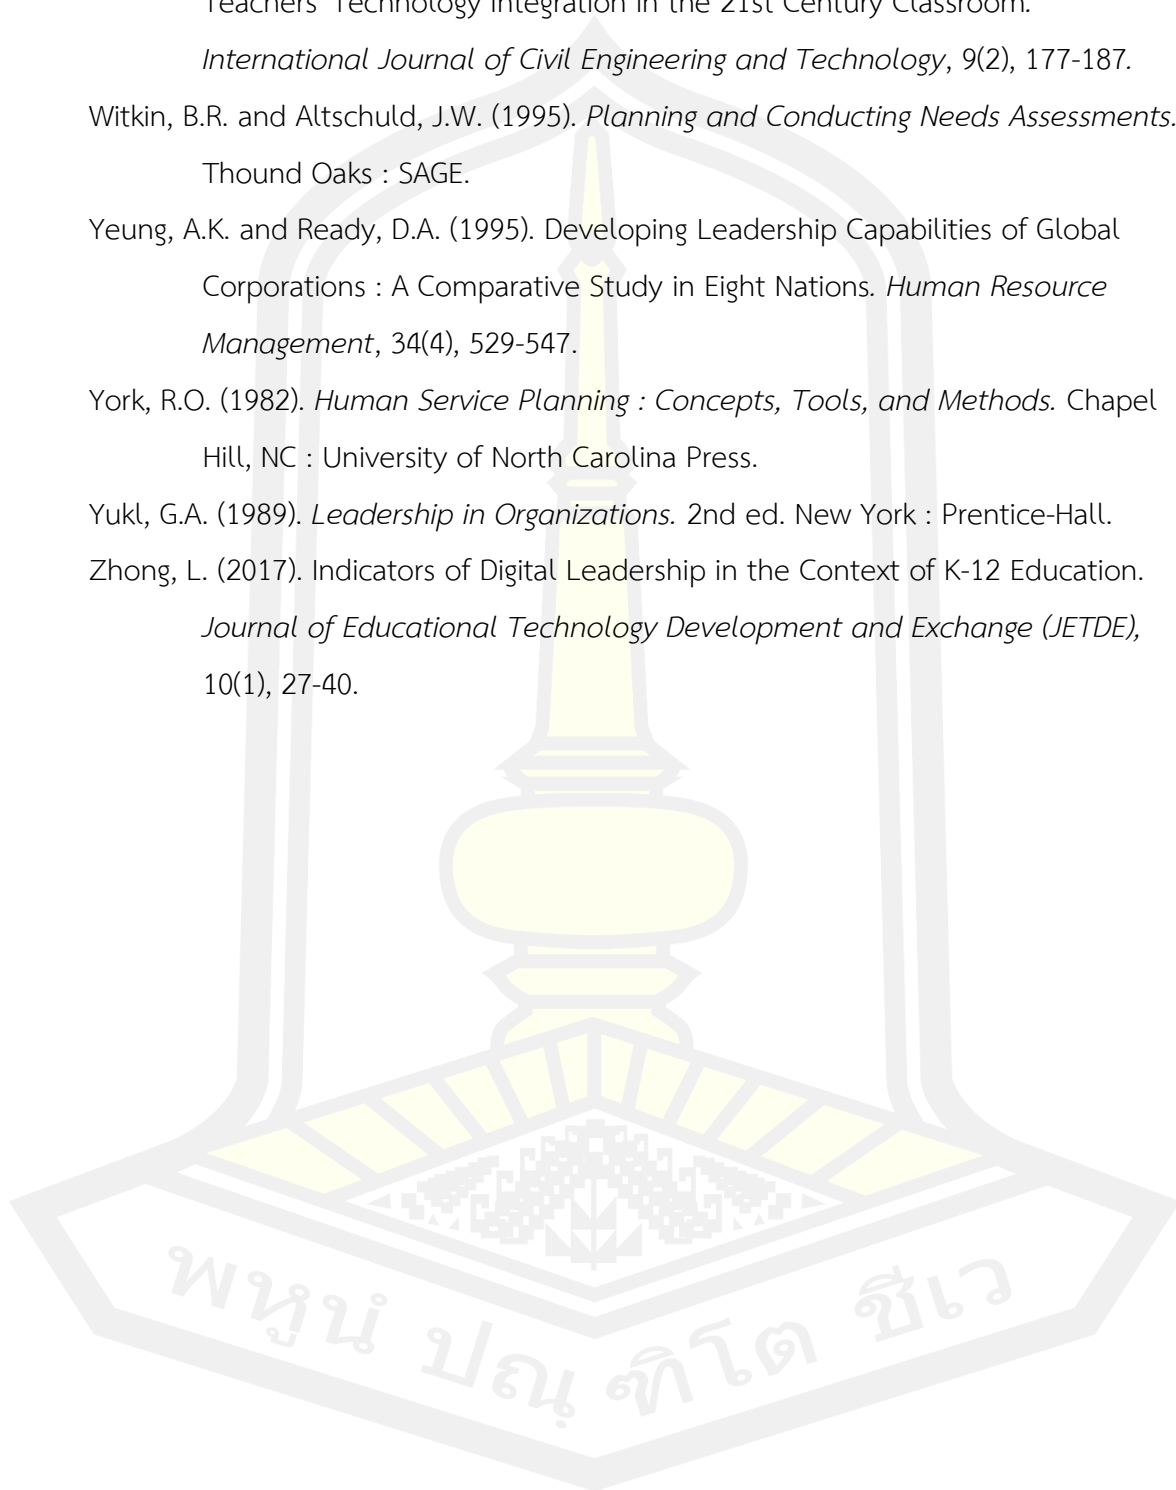 Teachers' Technology Integration in the 21st Century Classroom.
International Journal of Civil Engineering and Technology, 9(2), 177-187.
Witkin, B.R. and Altschuld, J.W. (1995). Planning and Conducting Needs Assessments.
Thound Oaks : SAGE.
Yeung, A.K. and Ready, D.A. (1995). Developing Leadership Capabilities of Global
Corporations : A Comparative Study in Eight Nations. Human Resource
Management, 34(4), 529-547.
York, R.O. (1982). Human Service Planning : Concepts, Tools, and Methods. Chapel
Hill, NC : University of North Carolina Press.
Yukl, G.A. (1989). Leadership in Organizations. 2nd ed. New York : Prentice-Hall.
Zhong, L. (2017). Indicators of Digital Leadership in the Context of K-12 Education.
Journal of Educational Technology Development and Exchange (JETDE),
10(1), 27-40.
พหูนํ ปณฺฑิโต ชีเว